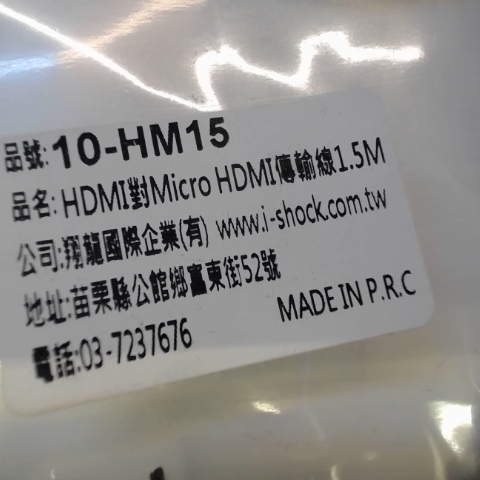 品號:10-HM15
品名: HDMI對Micro HDMI傳輸線1.5M
公司:翔龍國際企業(有) www.i-shock.com.tw
地址:苗栗縣公館鄉富東街52號
電話:03-7237676
MADE IN P.R.C